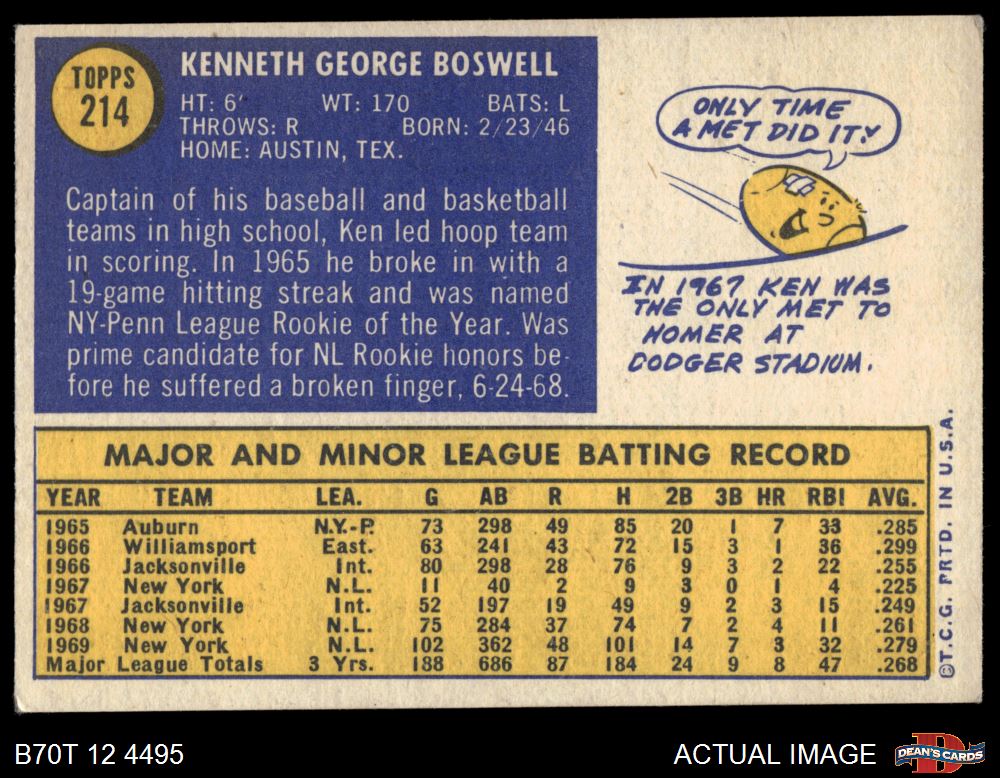 TOPPS
214
KENNETH GEORGE BOSWELL
HT: 6' WT: 170 BATS: L
THROWS: R BORN: 2/23/46
HOME: AUSTIN, TEX.
Captain of his baseball and basketball
teams in high school, Ken led hoop team
in scoring. In 1965 he broke in with a
19-game hitting streak and was named
NY-Penn League Rookie of the Year. Was
prime candidate for NL Rookie honors be-
fore he suffered a broken finger, 6-24-68.
ONLY TIME
A MET DID IT!
IN 1967 KEN WAS
THE ONLY MET TO
HOMER AT
DODGER STADIUM.
MAJOR AND MINOR LEAGUE BATTING RECORD
YEAR TEAM LEA. G AB R H 2B 3B HR RBI AVG.
1965 Auburn N.Y.-P. 73 298 49 85 20 1 7 33 .285
1966 Williamsport East. 63 241 43 72 15 3 1 36 .299
1966 Jacksonville Int. 80 298 28 76 9 3 2 22 .255
1967 New York N.L. 11 40 2 9 3 0 1 4 .225
1967 Jacksonville Int. 52 197 19 49 9 2 3 15 .249
1968 New York N.L. 75 284 37 74 7 2 4 11 .261
1969 New York N.L. 102 362 48 101 14 7 3 32 .279
Major League Totals 3 Yrs. 188 686 87 184 24 9 8 47 .268
©T.C.G. PRTD. IN U.S.A.
B70T 12 4495
ACTUAL IMAGE
DEAN'S CARDS